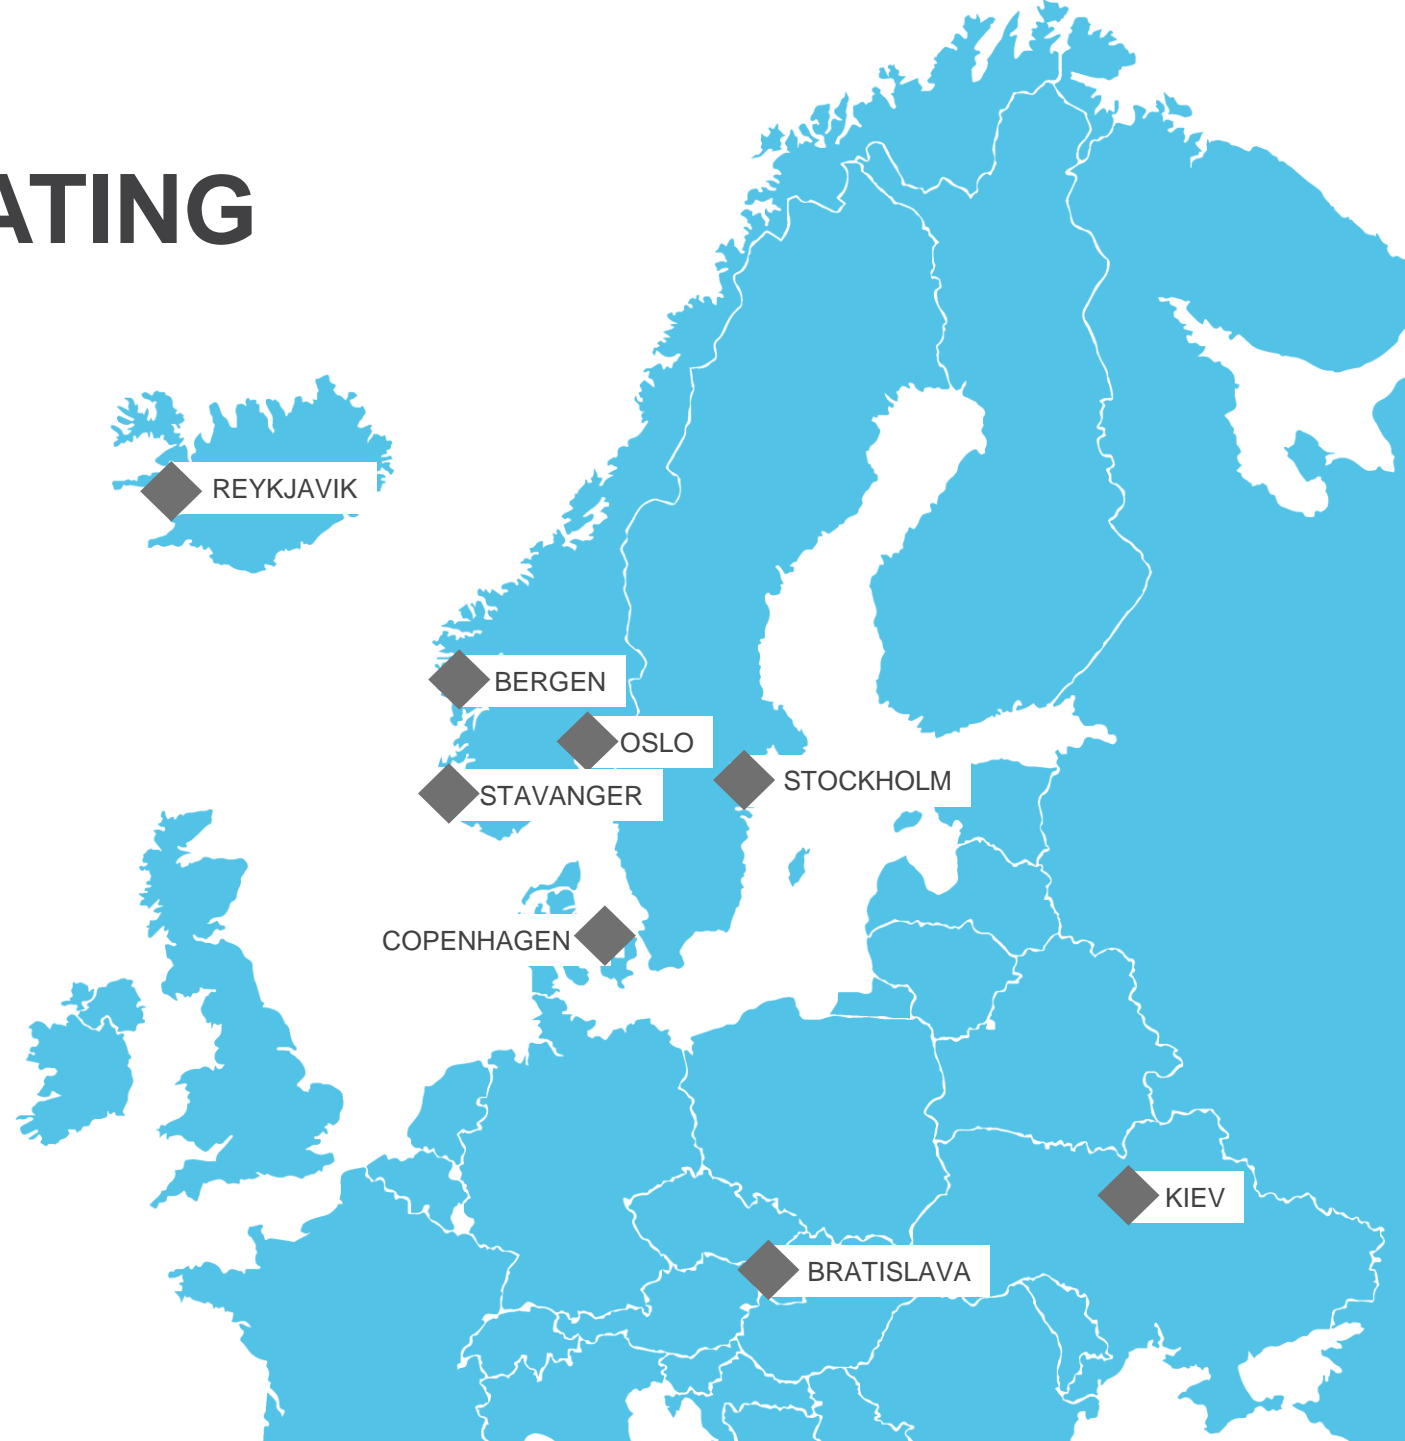 ATING
REYKJAVIK
BERGEN
OSLO
STOCKHOLM
STAVANGER
COPENHAGEN
KIEV
BRATISLAVA